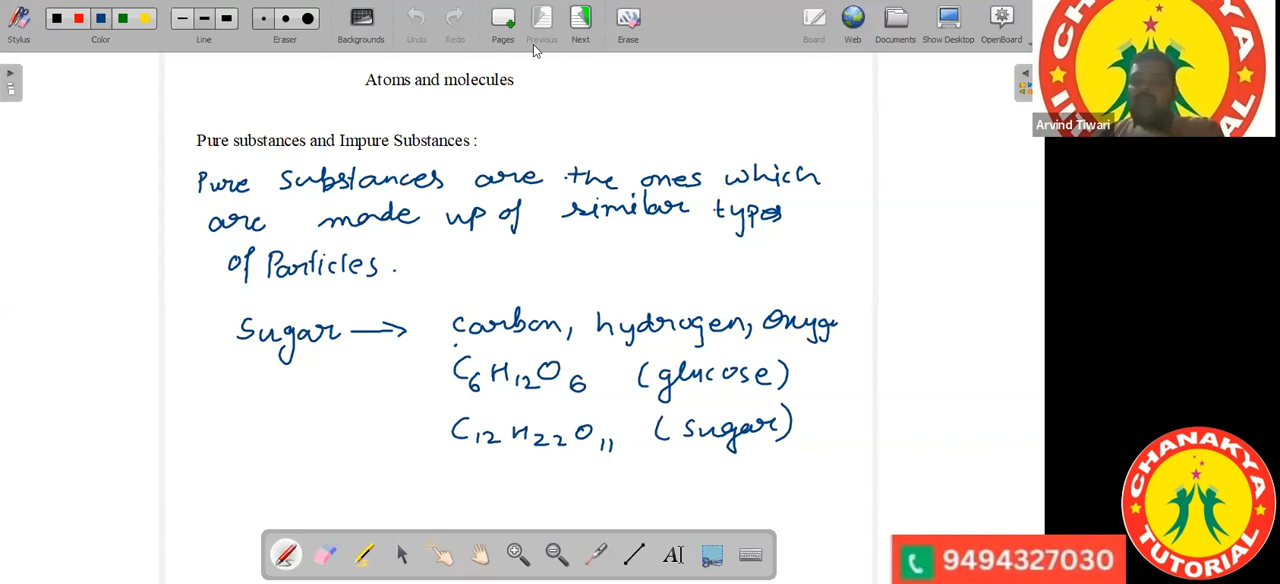 Stylus
Color
Line
Eraser
Backgrounds
Undo
Redo
Pages
Previous
Next
Erase
Board
Web
Documents
Show Desktop
OpenBoard
Arvind Tiwari
Atoms and molecules
Pure substances and Impure Substances :
Pure substances are the ones which
are made up of similar types
of Particles.
Sugar → carbon, hydrogen, oxyge
C₆H₁₂O₆ (glucose)
C₁₂H₂₂O₁₁ (sugar)
CHANAKYA
TUTORIAL
9494327030